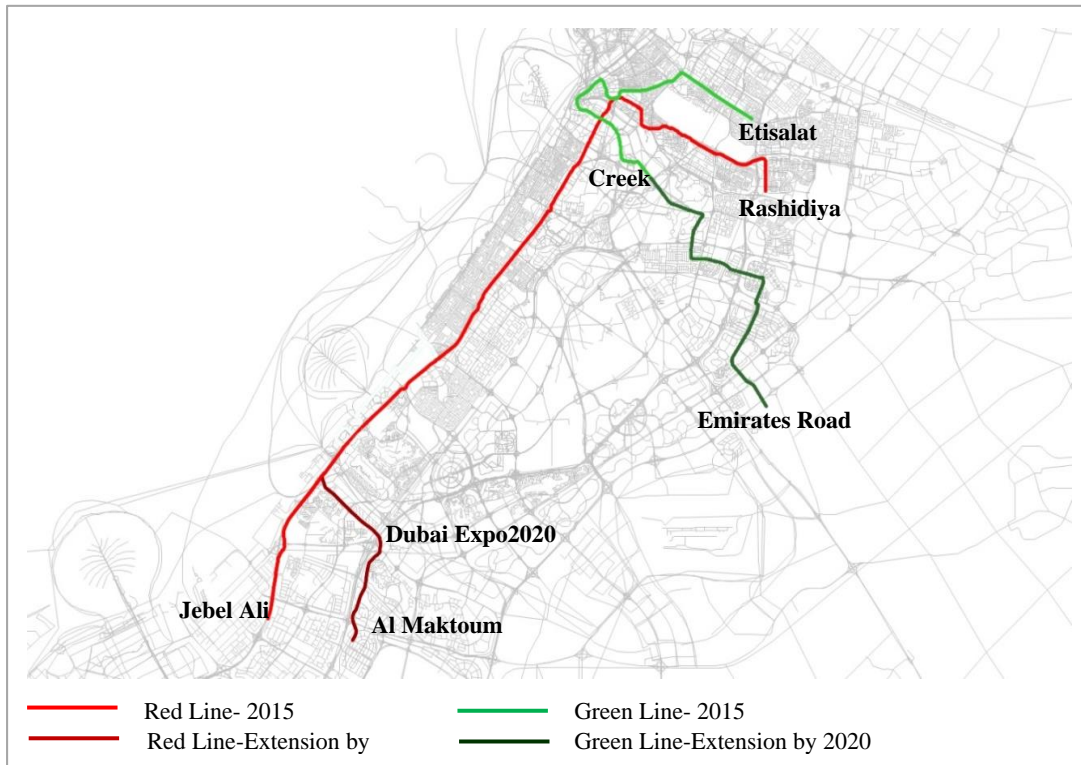 Etisalat
Creek
Rashidiya
Emirates Road
Dubai Expo2020
Jebel Ali
Al Maktoum
Red Line- 2015
Green Line- 2015
Red Line-Extension by
Green Line-Extension by 2020